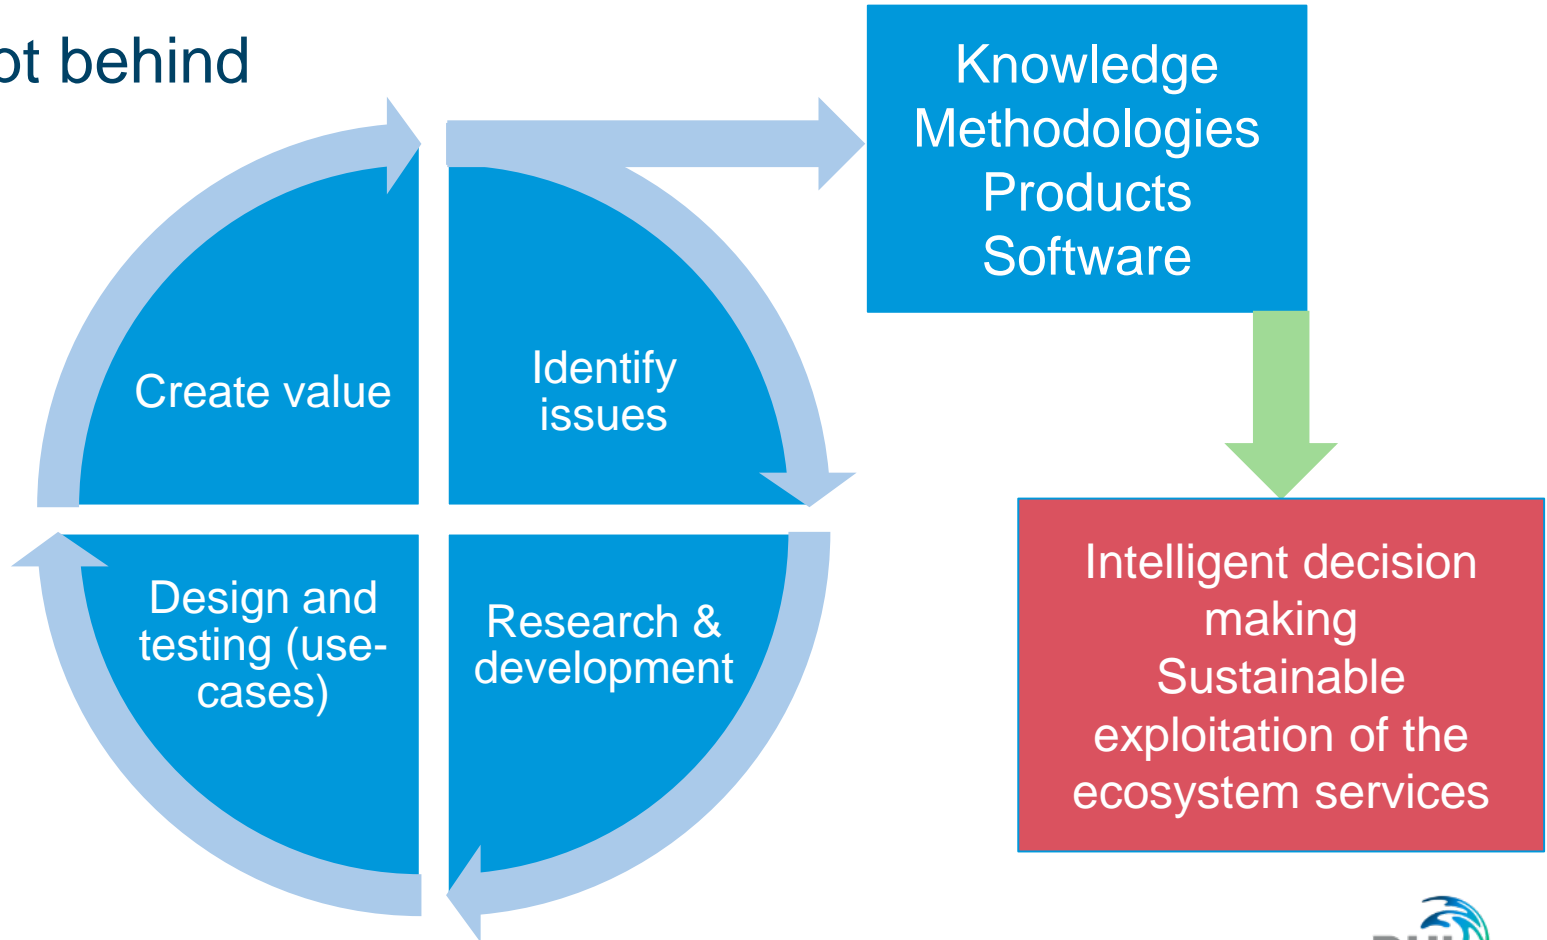 ot behind
Knowledge
Methodologies
Products
Software
Create value
Identify
issues
Design and
testing (use-
cases)
Research &
development
Intelligent decision
making
Sustainable
exploitation of the
ecosystem services